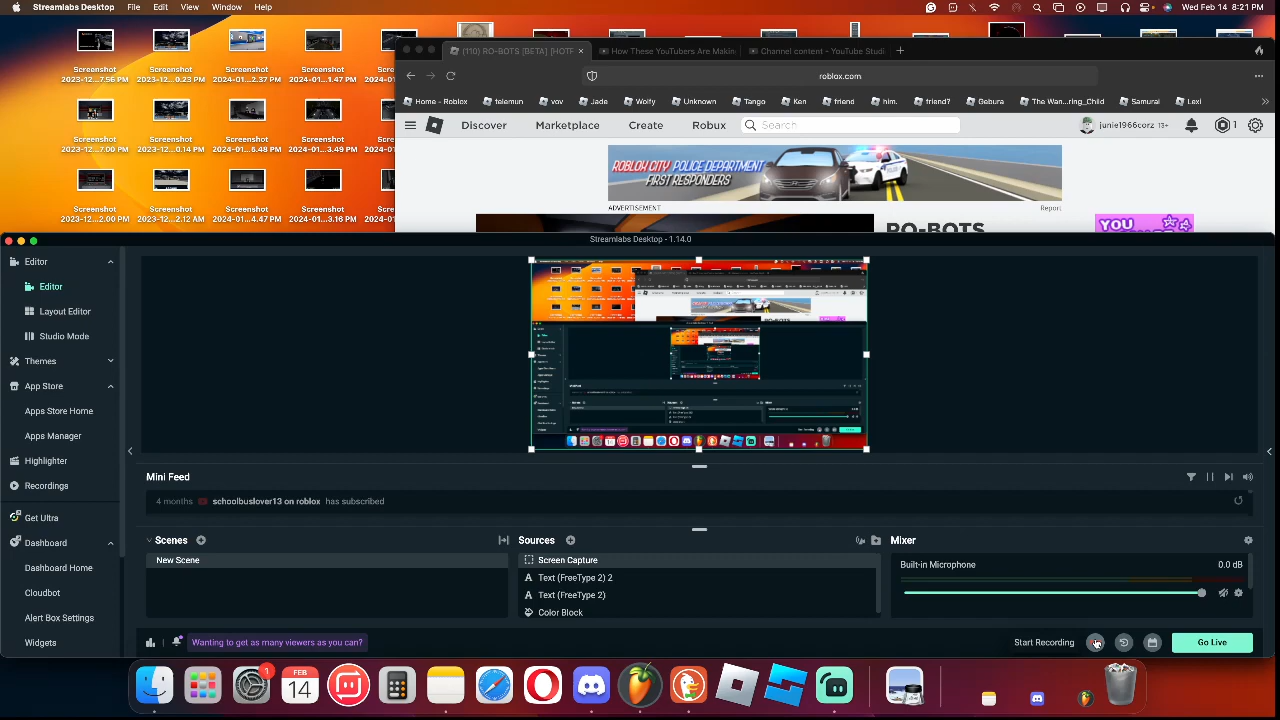 Streamlabs Desktop File Edit View Window Help Wed Feb 14 8:21 PM
Screenshot 2023-12...7.56 PM
Screenshot 2024-01...0.23 PM
Screenshot 2024-01...2.37 PM
Screenshot 2024-01...1.47 PM
Screenshot 2023-12...7.00 PM
Screenshot 2023-12...0.14 PM
Screenshot 2024-01...5.48 PM
Screenshot 2024-01...3.49 PM
Screenshot 2023-12...2.00 PM
Screenshot 2023-12...2.12 AM
Screenshot 2024-01...4.47 PM
Screenshot 2024-01...3.16 PM
(110) RO-BOTS [BETA] [HOTF
How These YouTubers Are Makin
Channel content - YouTube Studi
roblox.com
Home - Roblox telemun vov Jade Wolfy Unknown Tango Ken friend him. friend? Gebura The Wan...ring_Child Samurai Lexi
Discover Marketplace Create Robux Search junie1966corz 13+ 1
ROBLOX CITY POLICE DEPARTMENT
FIRST RESPONDERS
ADVERTISEMENT Report
RO-BOTS
YOU
Streamlabs Desktop - 1.14.0
Editor
Editor
Layout Editor
Studio Mode
Themes
App Store
Apps Store Home
Apps Manager
Highlighter
Recordings
Get Ultra
Dashboard
Dashboard Home
Cloudbot
Alert Box Settings
Widgets
Mini Feed
4 months schoolbuslover13 on roblox has subscribed
Scenes
New Scene
Sources
Screen Capture
Text (FreeType 2) 2
Text (FreeType 2)
Color Block
Mixer
Built-in Microphone 0.0 dB
Wanting to get as many viewers as you can?
Start Recording
Go Live
1
FEB
14